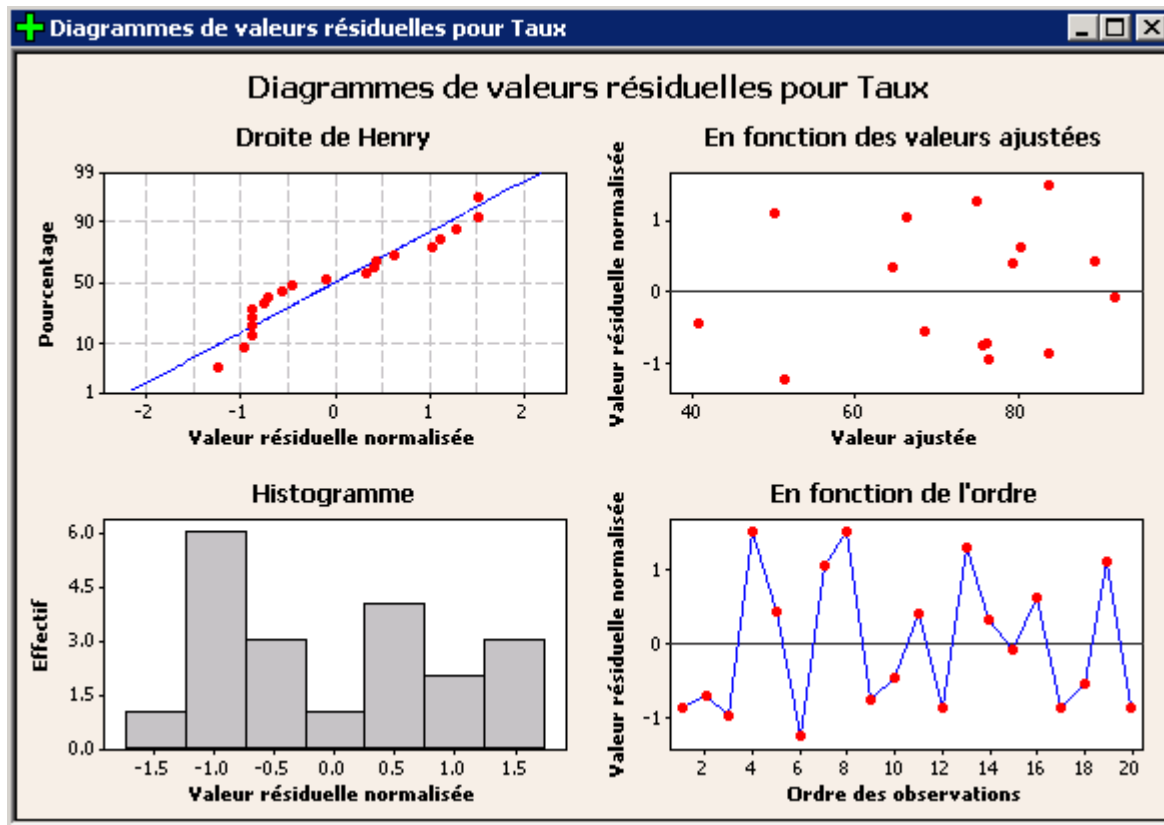 Diagrammes de valeurs résiduelles pour Taux
Diagrammes de valeurs résiduelles pour Taux
Droite de Henry
99
90
50
10
1
Pourcentage
-2 -1 0 1 2
Valeur résiduelle normalisée
En fonction des valeurs ajustées
Valeur résiduelle normalisée
1
0
-1
40 60 80
Valeur ajustée
Histogramme
Effectif
6.0
4.5
3.0
1.5
0.0
-1.5 -1.0 -0.5 0.0 0.5 1.0 1.5
Valeur résiduelle normalisée
En fonction de l'ordre
Valeur résiduelle normalisée
1
0
-1
2 4 6 8 10 12 14 16 18 20
Ordre des observations